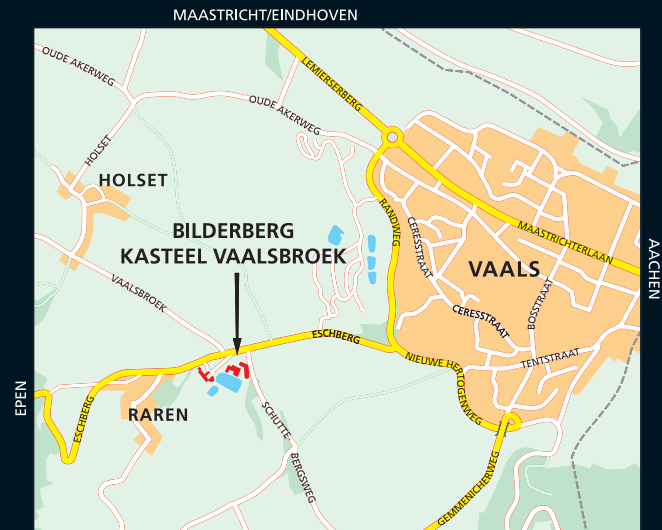 MAASTRICHT/EINDHOVEN
OUDE AKERWEG
LEMIERSERBERG
OUDE AKERWEG
HOLSET
HOLSET
RANDWEG
CERESSTRAAT
MAASTRICHTERLAAN
BILDERBERG
KASTEEL VAALSBROEK
VAALS
AACHEN
VAALSBROEK
CERESSTRAAT
BOSSTRAAT
ESCHBERG
NIEUWE HERTOGENWEG
TENTSTRAAT
EPEN
ESCHBERG
RAREN
SCHUTTE-
BERGSWEG
GEMMENICHERWEG